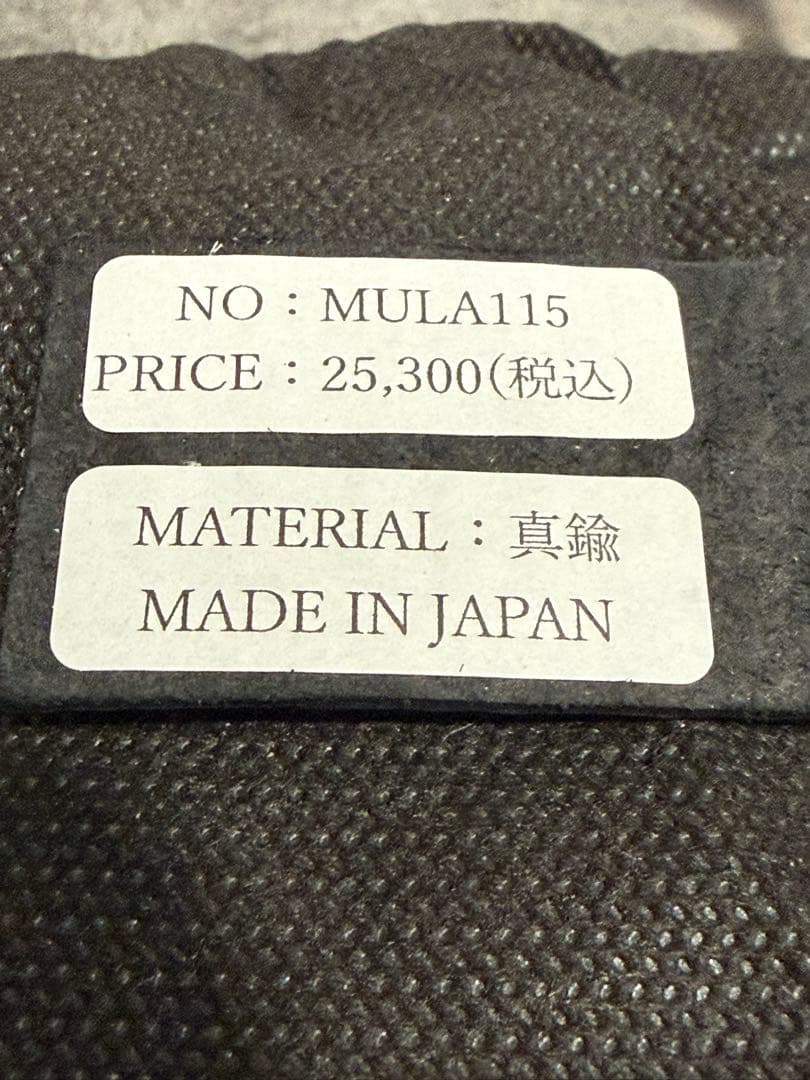 NO：MULA115
PRICE：25,300(税込)
MATERIAL：真鍮
MADE IN JAPAN